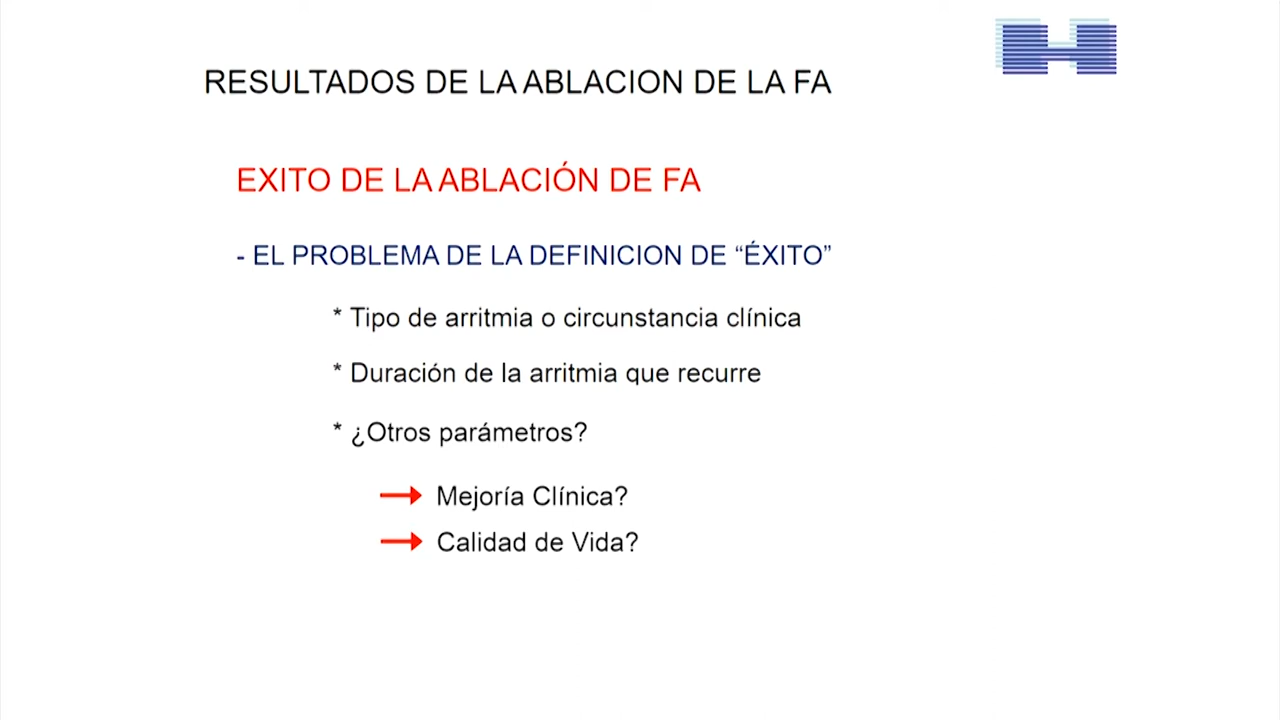 RESULTADOS DE LA ABLACION DE LA FA
EXITO DE LA ABLACIÓN DE FA
- EL PROBLEMA DE LA DEFINICION DE “ÉXITO”
* Tipo de arritmia o circunstancia clínica
* Duración de la arritmia que recurre
* ¿Otros parámetros?
Mejoría Clínica?
Calidad de Vida?